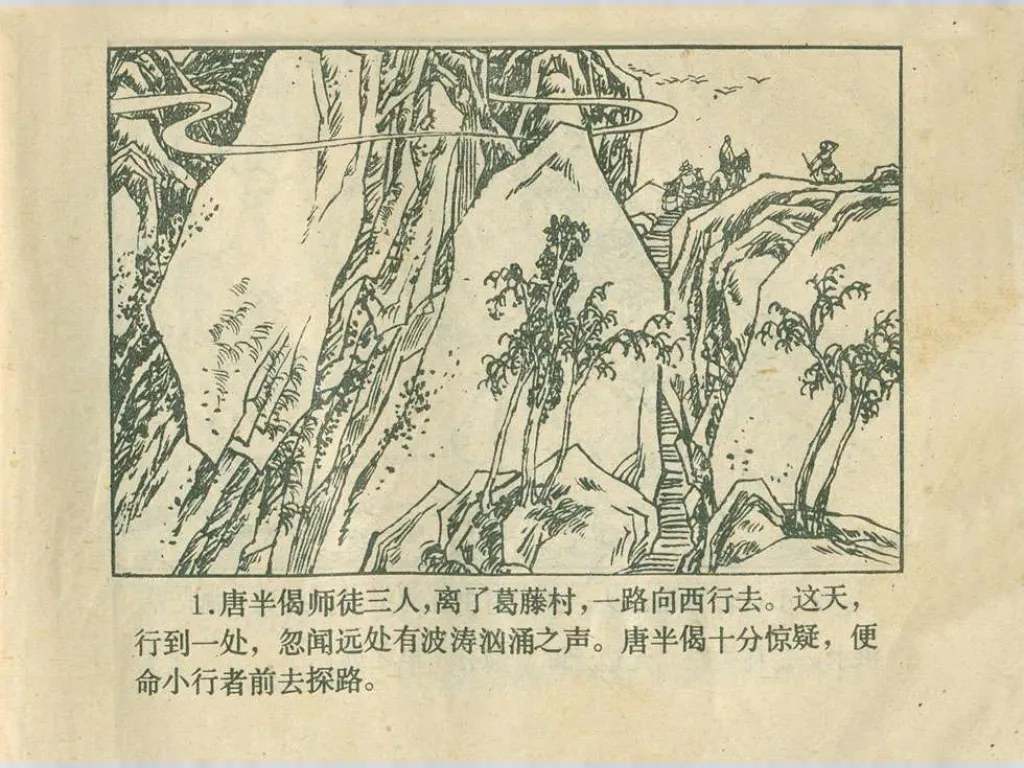 1.唐半偈师徒三人,离了葛藤村,一路向西行去。这天,
行到一处,忽闻远处有波涛汹涌之声。唐半偈十分惊疑,便
命小行者前去探路。